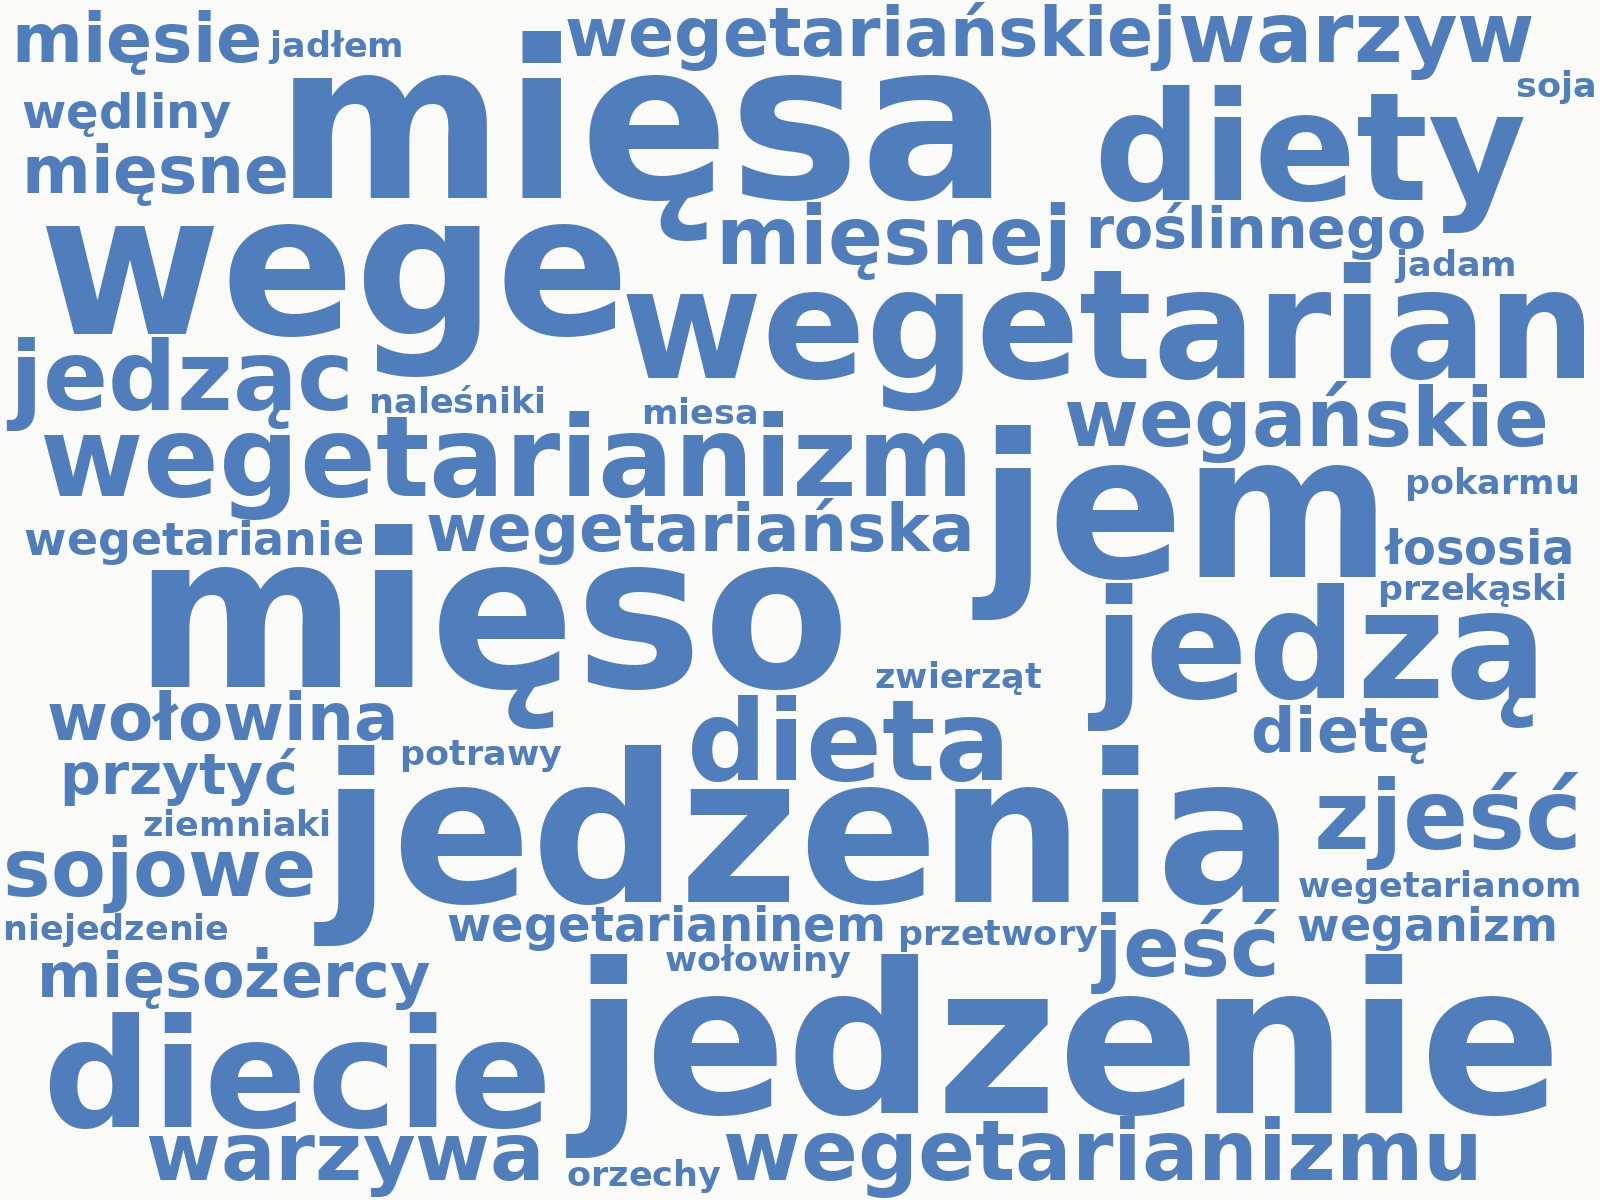 mięsie jadłem wegetariańskiej warzyw
soja
wędliny mięsa diety
mięsne
wege mięsnej roślinnego
jadam
wegetarian
jedząc
naleśniki miesa wegańskie
wegetarianizm jem pokarmu
wegetarianie wegetariańska łososia
przekąski
mięso jedzą
zwierząt
wołowina dieta dietę
potrawy
przytyć jedzenia zjeść
ziemniaki
sojowe wegetarianom
niejedzenie wegetarianinem przetwory jeść weganizm
wołowiny
mięsożercy jedzenie
diecie
warzywa orzechy wegetarianizmu